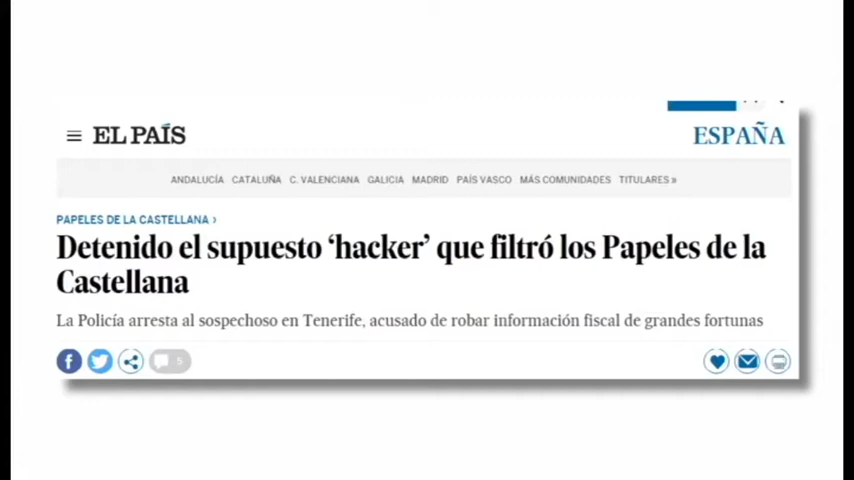 EL PAÍS
ESPAÑA
ANDALUCÍA CATALUÑA C. VALENCIANA GALICIA MADRID PAÍS VASCO MÁS COMUNIDADES TITULARES »
PAPELES DE LA CASTELLANA ›
Detenido el supuesto ‘hacker’ que filtró los Papeles de la
Castellana
La Policía arresta al sospechoso en Tenerife, acusado de robar información fiscal de grandes fortunas
5